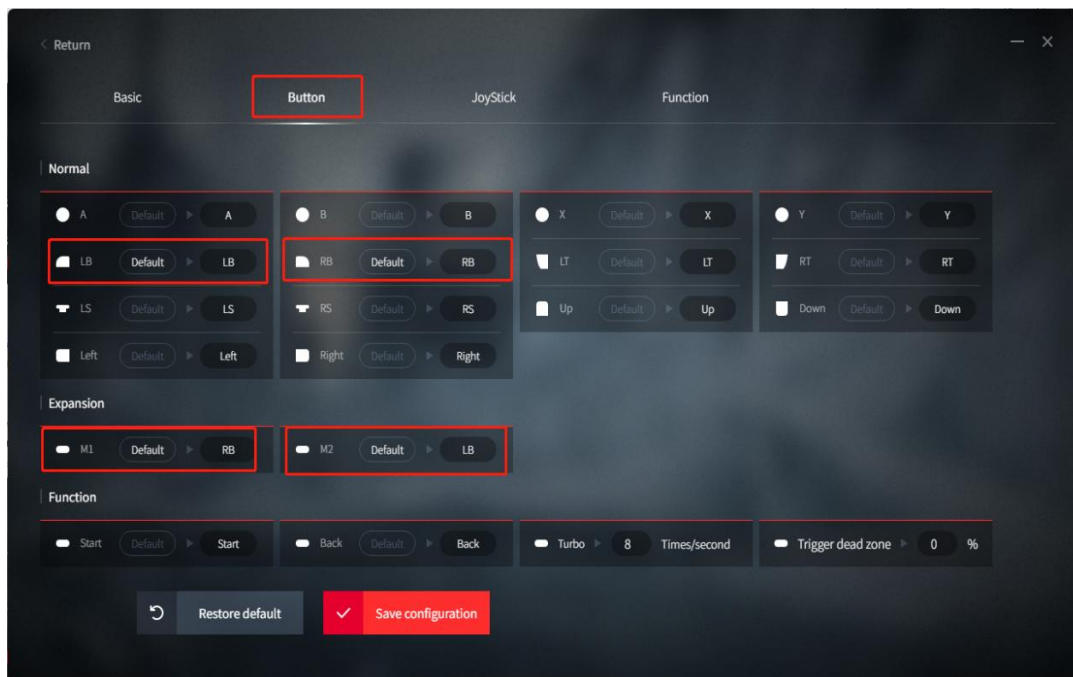 Return
Basic Button JoyStick Function
Normal
A Default A B Default B X Default X Y Default Y
LB Default LB RB Default RB LT Default LT RT Default RT
LS Default LS RS Default RS Up Default Up Down Default Down
Left Default Left Right Default Right
Expansion
M1 Default RB M2 Default LB
Function
Start Default Start Back Default Back Turbo 8 Times/second Trigger dead zone 0 %
Restore default Save configuration